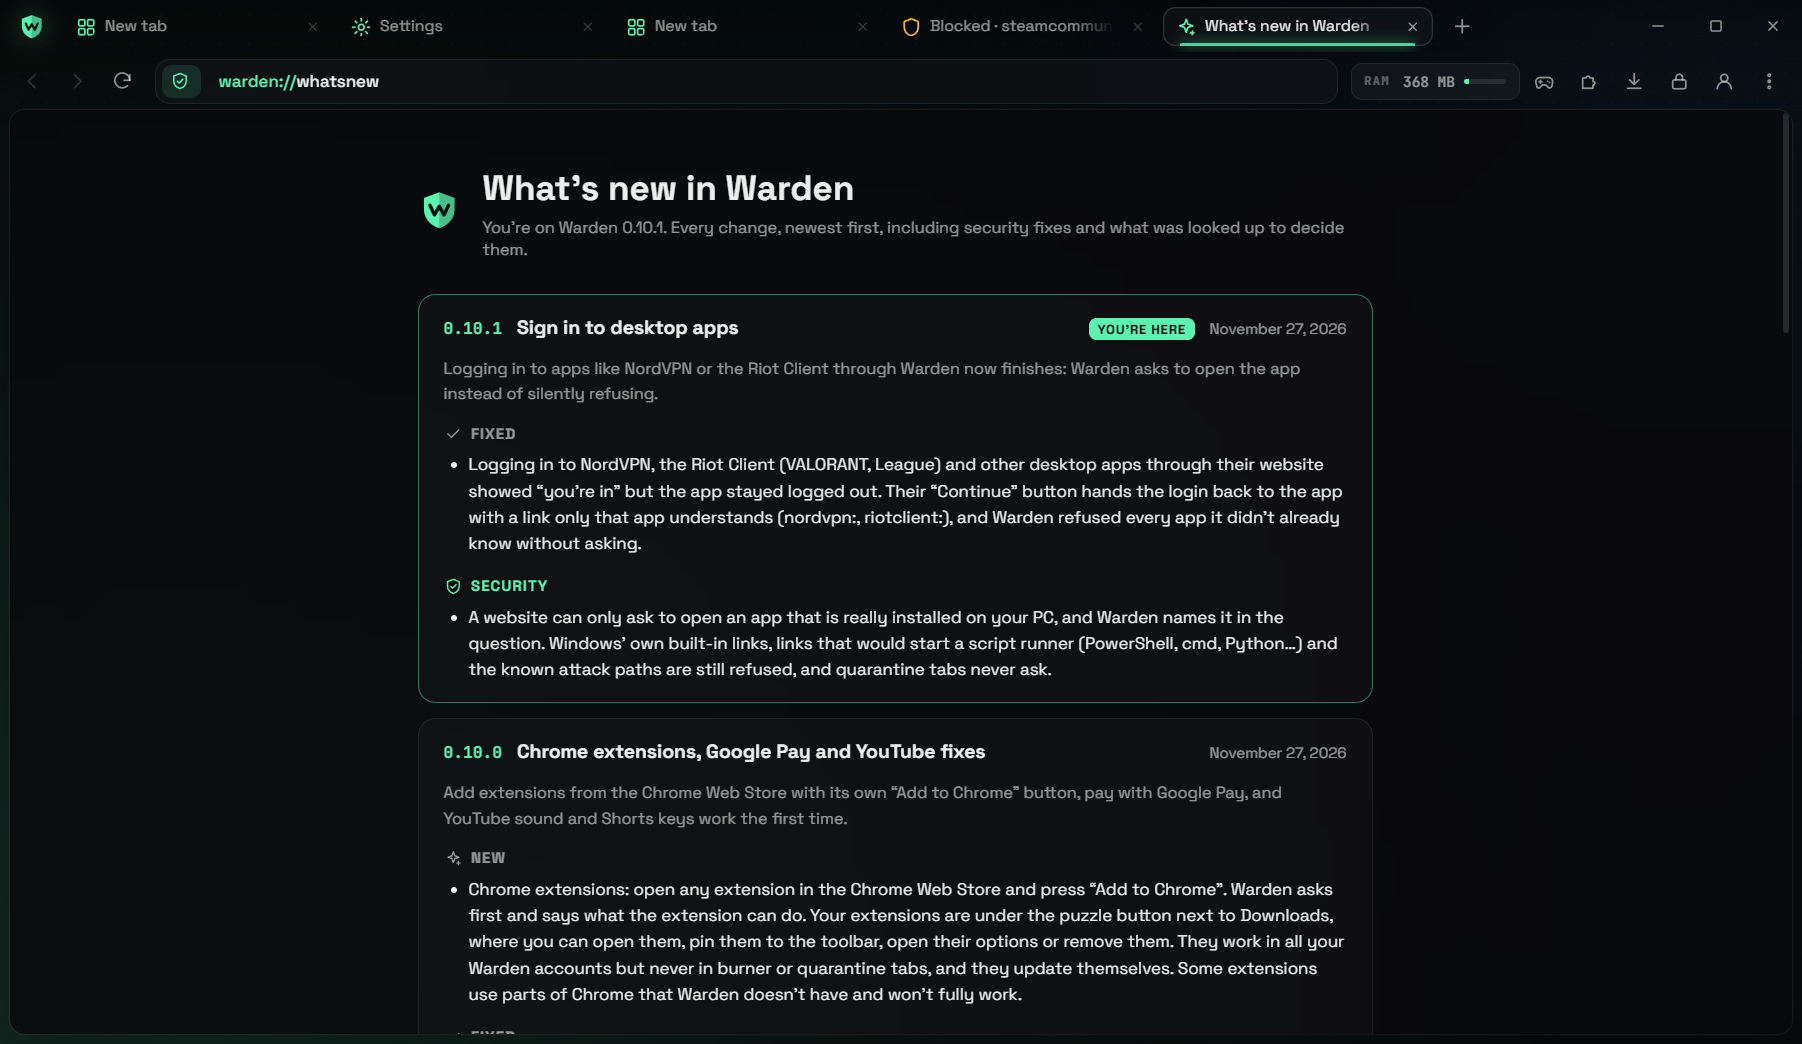 New tab
Settings
New tab
Blocked · steamcommun
What's new in Warden
warden://whatsnew
RAM 368 MB
What's new in Warden
You're on Warden 0.10.1. Every change, newest first, including security fixes and what was looked up to decide
them.
0.10.1 Sign in to desktop apps
YOU'RE HERE November 27, 2026
Logging in to apps like NordVPN or the Riot Client through Warden now finishes: Warden asks to open the app
instead of silently refusing.
FIXED
• Logging in to NordVPN, the Riot Client (VALORANT, League) and other desktop apps through their website
showed “you're in” but the app stayed logged out. Their “Continue” button hands the login back to the app
with a link only that app understands (nordvpn:, riotclient:), and Warden refused every app it didn't already
know without asking.
SECURITY
• A website can only ask to open an app that is really installed on your PC, and Warden names it in the
question. Windows' own built-in links, links that would start a script runner (PowerShell, cmd, Python…) and
the known attack paths are still refused, and quarantine tabs never ask.
0.10.0 Chrome extensions, Google Pay and YouTube fixes
November 27, 2026
Add extensions from the Chrome Web Store with its own “Add to Chrome” button, pay with Google Pay, and
YouTube sound and Shorts keys work the first time.
NEW
• Chrome extensions: open any extension in the Chrome Web Store and press “Add to Chrome”. Warden asks
first and says what the extension can do. Your extensions are under the puzzle button next to Downloads,
where you can open them, pin them to the toolbar, open their options or remove them. They work in all your
Warden accounts but never in burner or quarantine tabs, and they update themselves. Some extensions
use parts of Chrome that Warden doesn't have and won't fully work.
FIXED